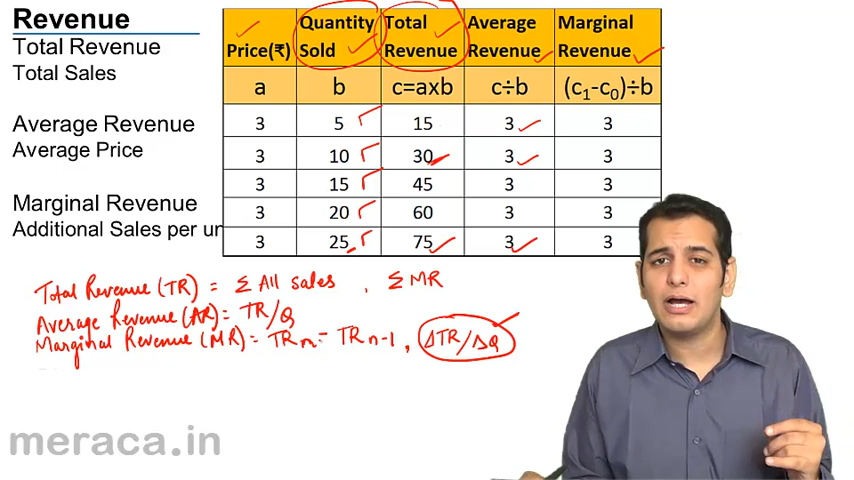 Revenue
Total Revenue
Total Sales
Average Revenue
Average Price
Marginal Revenue
Additional Sales per un
Price(₹) Quantity Sold Total Revenue Average Revenue Marginal Revenue
a b c=axb c÷b (c₁-c₀)÷b
3 5 15 3 3
3 10 30 3 3
3 15 45 3 3
3 20 60 3 3
3 25 75 3 3
Total Revenue (TR) = Σ All sales , Σ MR
Average Revenue (AR) = TR/Q
Marginal Revenue (MR) = TRn - TRn-1 , ΔTR/ΔQ
meraca.in